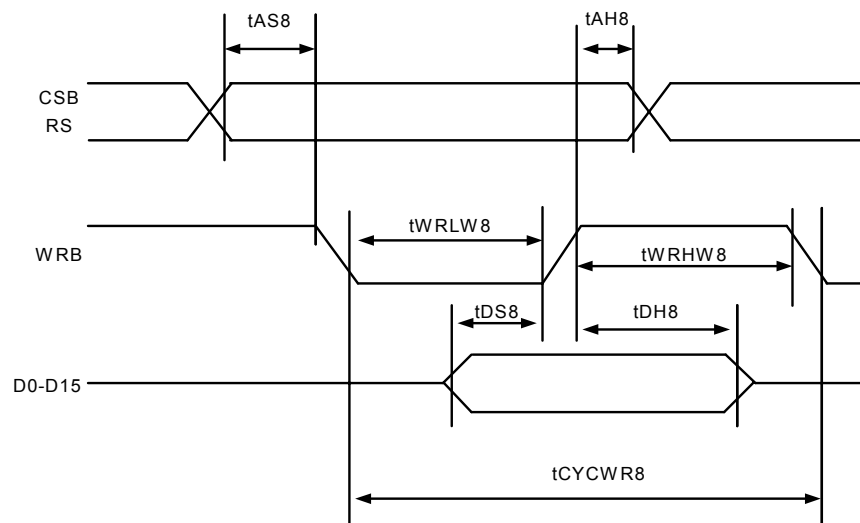 tAS8
tAH8
CSB
RS
WRB
tWRLW8
tWRHW8
tDS8
tDH8
D0-D15
tCYCWR8